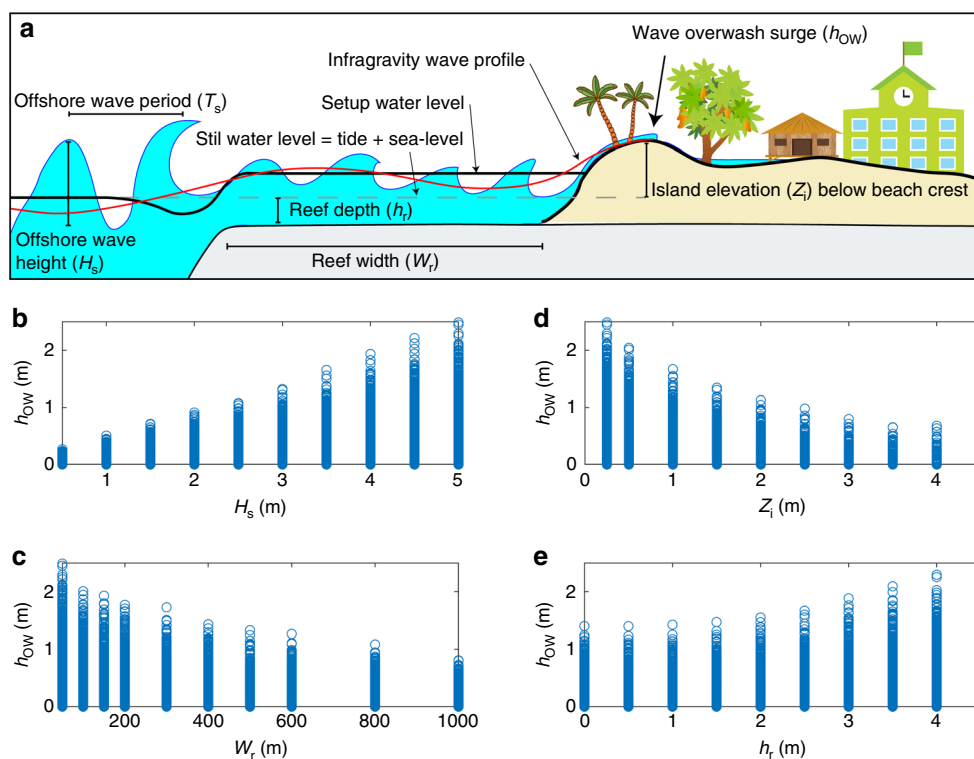 a
Wave overwash surge (hOW)
Infragravity wave profile
Offshore wave period (Ts)
Setup water level
Stil water level = tide + sea-level
Island elevation (Zi) below beach crest
Reef depth (hr)
Offshore wave
height (Hs)
Reef width (Wr)
b
hOW (m)
2
1
0
1 2 3 4 5
Hs (m)
d
hOW (m)
2
1
0
0 1 2 3 4
Zi (m)
c
hOW (m)
2
1
0
200 400 600 800 1000
Wr (m)
e
hOW (m)
2
1
0
0 1 2 3 4
hr (m)